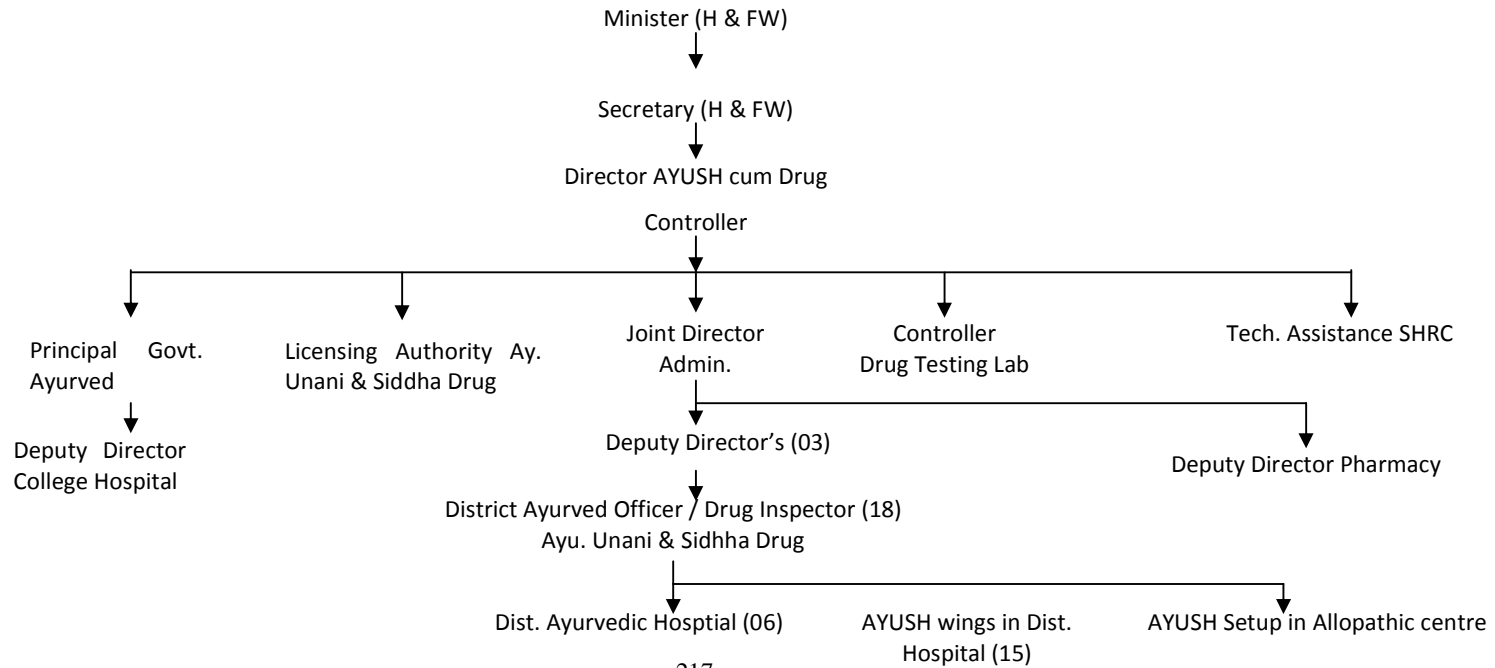 Minister (H & FW)
Secretary (H & FW)
Director AYUSH cum Drug
Controller
Principal Govt.
Ayurved
Licensing Authority Ay.
Unani & Siddha Drug
Joint Director
Admin.
Controller
Drug Testing Lab
Tech. Assistance SHRC
Deputy Director
College Hospital
Deputy Director’s (03)
Deputy Director Pharmacy
District Ayurved Officer / Drug Inspector (18)
Ayu. Unani & Sidhha Drug
Dist. Ayurvedic Hosptial (06)
AYUSH wings in Dist.
Hospital (15)
AYUSH Setup in Allopathic centre
217